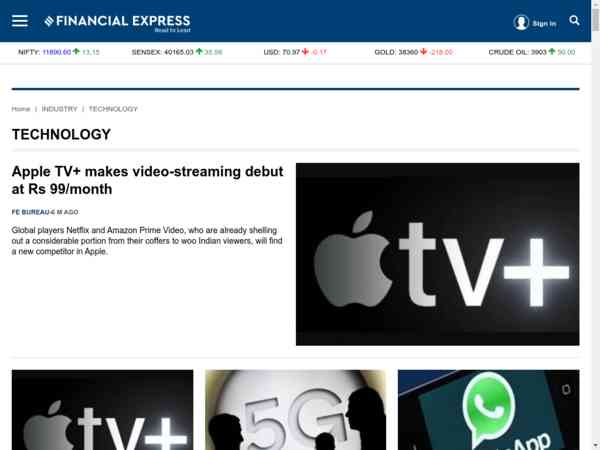 FINANCIAL EXPRESS
Read to Lead
Sign In
NIFTY: 11890.60 13.15 SENSEX: 40165.03 35.98 USD: 70.97 -0.17 GOLD: 38360 -218.00 CRUDE OIL: 3903 50.00
Home | INDUSTRY | TECHNOLOGY
TECHNOLOGY
Apple TV+ makes video-streaming debut
at Rs 99/month
FE BUREAU-6 M AGO
Global players Netflix and Amazon Prime Video, who are already shelling
out a considerable portion from their coffers to woo Indian viewers, will find
a new competitor in Apple.
tv+
tv+
5G